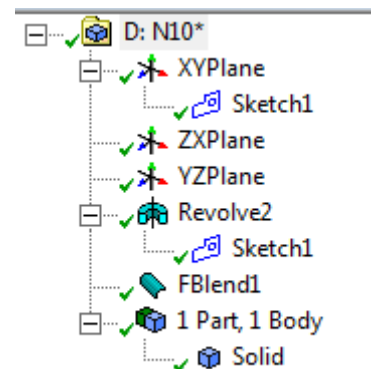 D: N10*
XYPlane
Sketch1
ZXPlane
YZPlane
Revolve2
Sketch1
FBlend1
1 Part, 1 Body
Solid